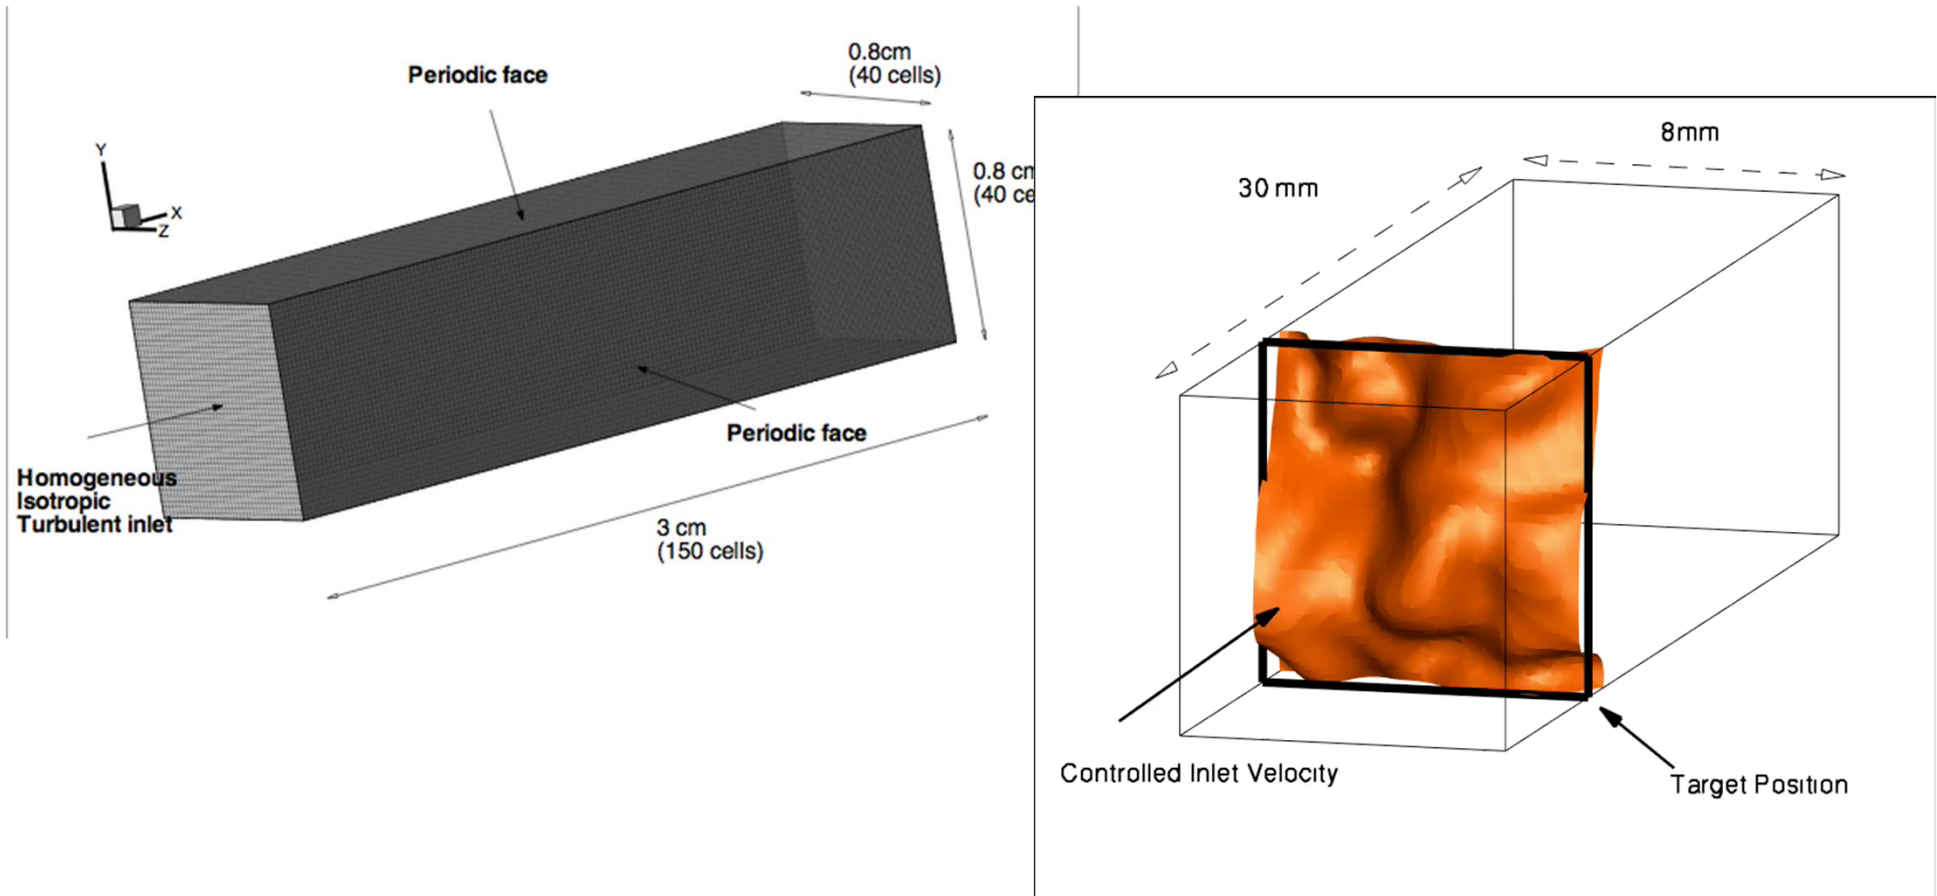 Periodic face
0.8cm
(40 cells)
Y
X
Z
0.8 cm
(40 ce
Homogeneous
Isotropic
Turbulent inlet
Periodic face
3 cm
(150 cells)
8mm
30 mm
Controlled Inlet Velocity
Target Position